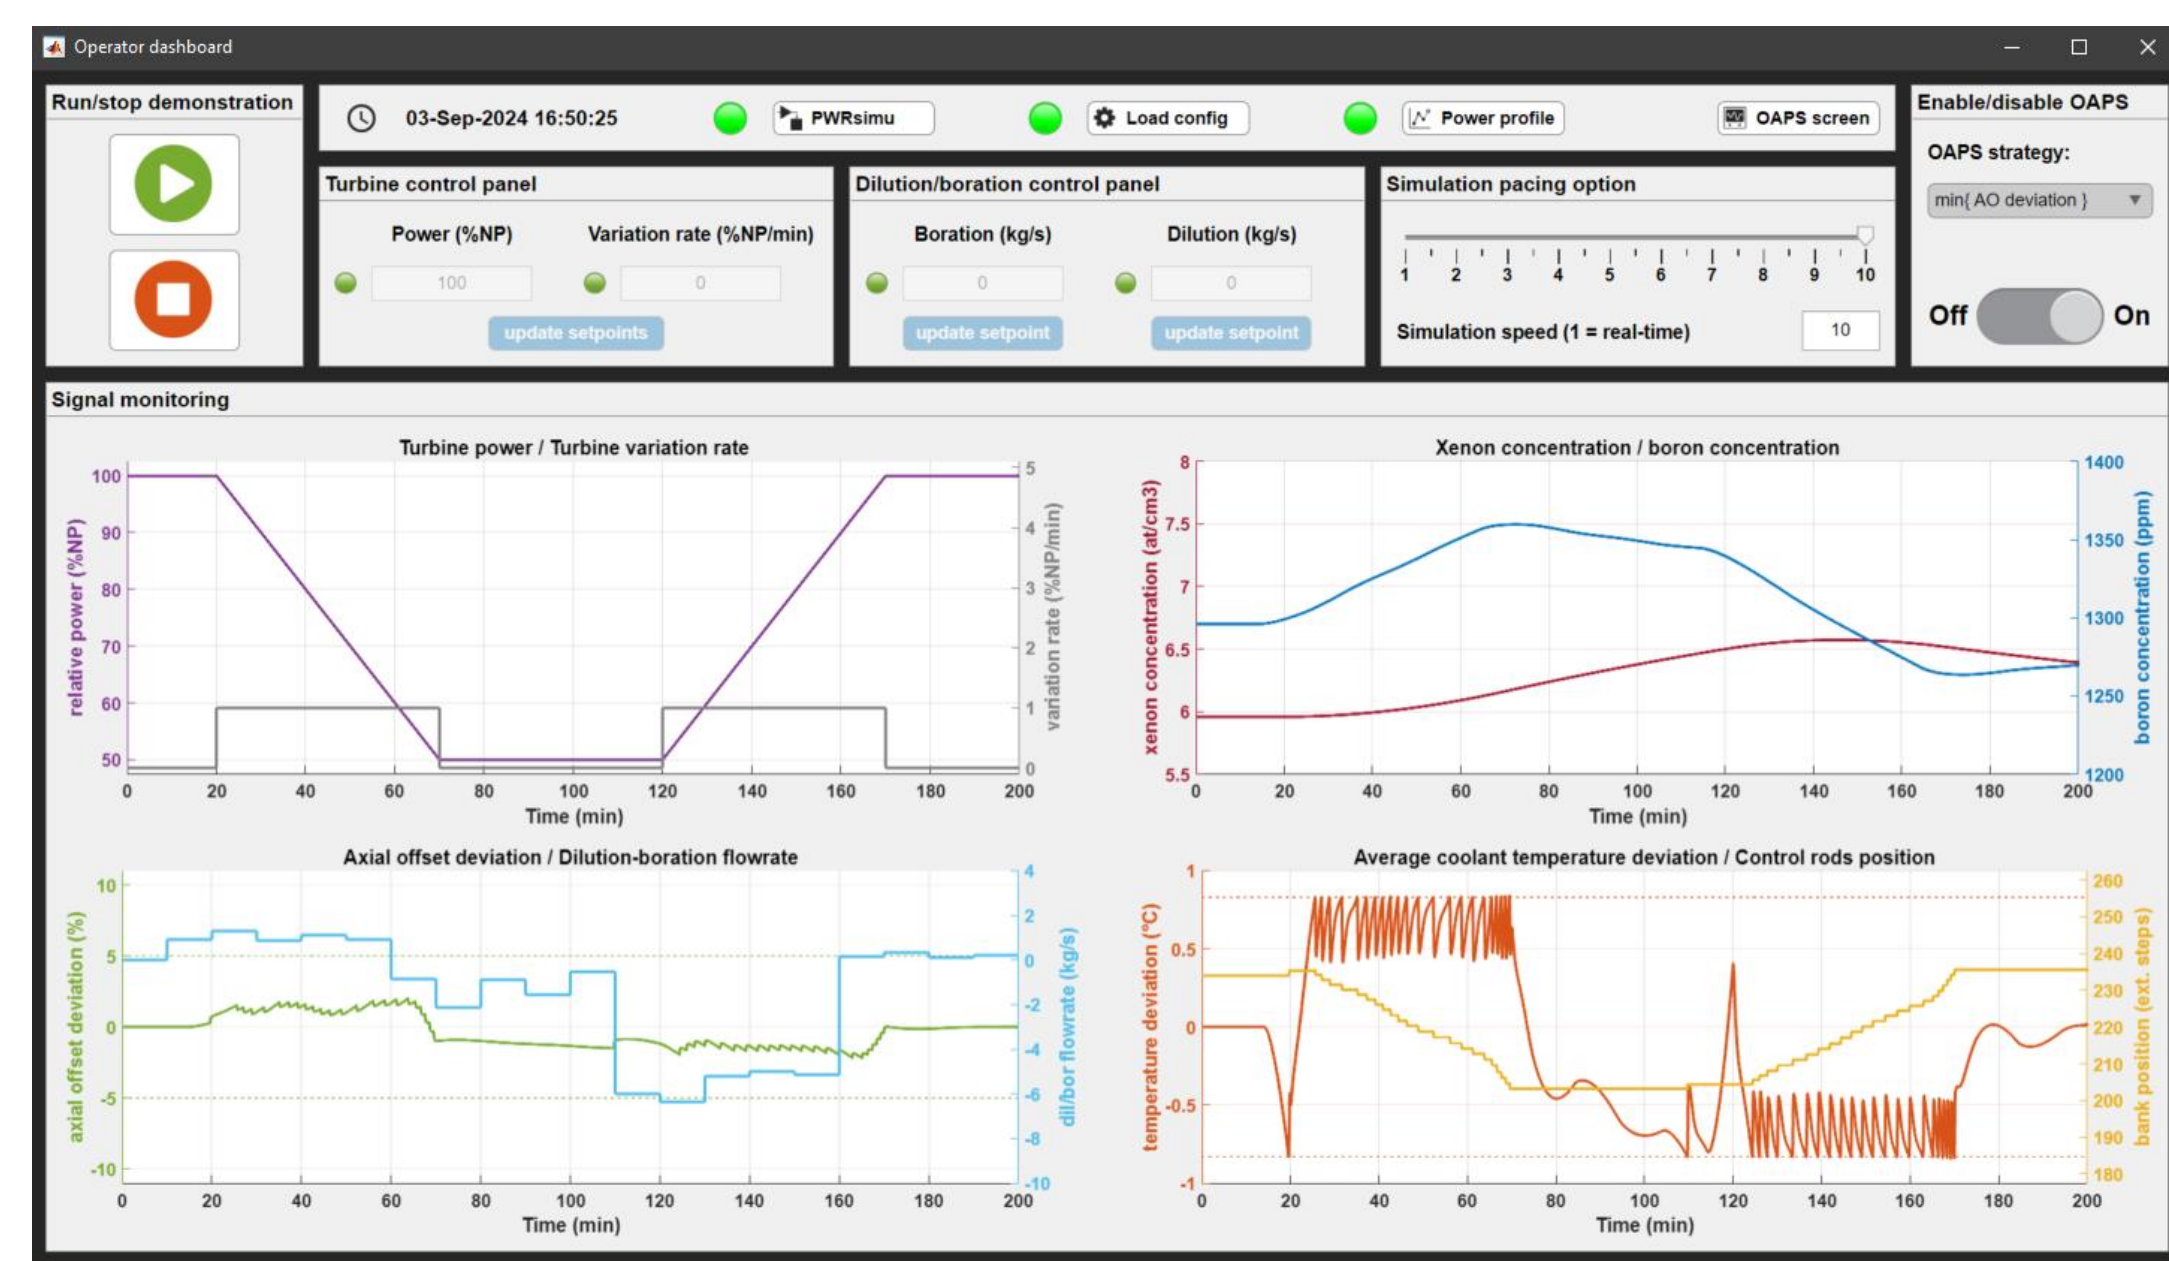 Operator dashboard
Run/stop demonstration
03-Sep-2024 16:50:25
PWRsimu
Load config
Power profile
OAPS screen
Enable/disable OAPS
OAPS strategy:
min{ AO deviation }
Off On
Turbine control panel
Power (%NP) Variation rate (%NP/min)
100 0
update setpoints
Dilution/boration control panel
Boration (kg/s) Dilution (kg/s)
0 0
update setpoint update setpoint
Simulation pacing option
1 2 3 4 5 6 7 8 9 10
Simulation speed (1 = real-time) 10
Signal monitoring
Turbine power / Turbine variation rate
relative power (%NP)
100
90
80
70
60
50
5
4
3
2
1
0
variation rate (%NP/min)
0 20 40 60 80 100 120 140 160 180 200
Time (min)
Xenon concentration / boron concentration
xenon concentration (at/cm3)
8
7.5
7
6.5
6
5.5
1400
1350
1300
1250
1200
boron concentration (ppm)
0 20 40 60 80 100 120 140 160 180 200
Time (min)
Axial offset deviation / Dilution-boration flowrate
axial offset deviation (%)
10
5
0
-5
-10
4
2
0
-2
-4
-6
-8
-10
dil/bor flowrate (kg/s)
0 20 40 60 80 100 120 140 160 180 200
Time (min)
Average coolant temperature deviation / Control rods position
temperature deviation (°C)
1
0.5
0
-0.5
-1
260
250
240
230
220
210
200
190
180
bank position (ext. steps)
0 20 40 60 80 100 120 140 160 180 200
Time (min)